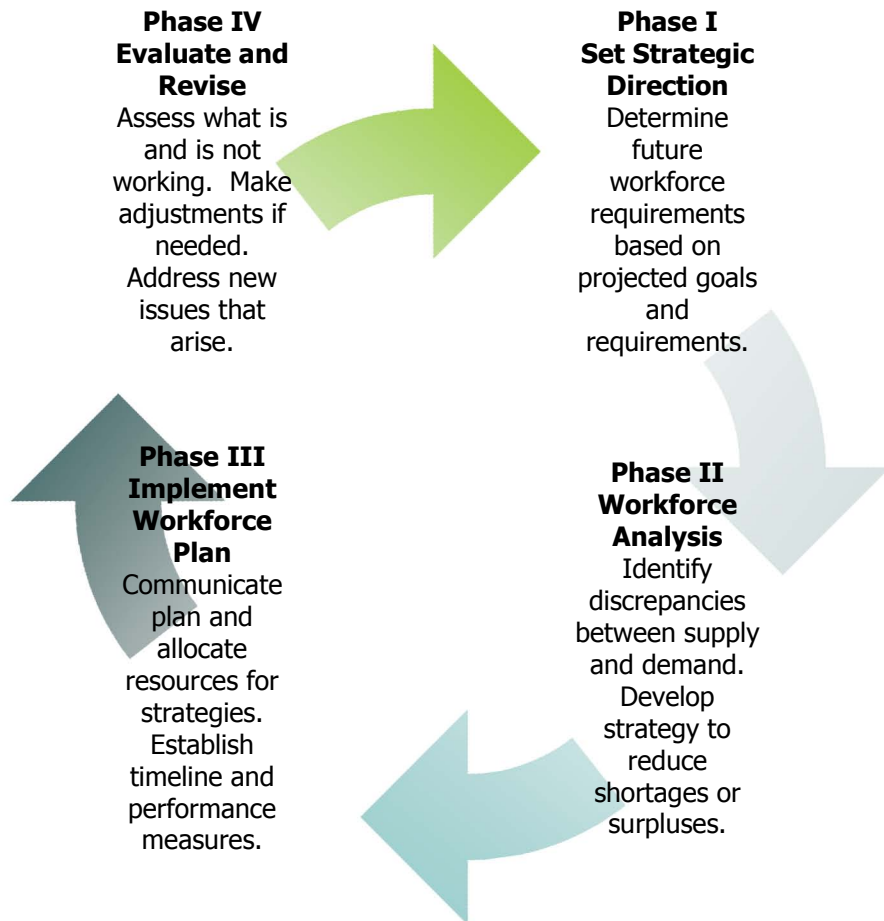 Phase IV
Evaluate and
Revise
Assess what is
and is not
working.  Make
adjustments if
needed.
Address new
issues that
arise.
Phase I
Set Strategic
Direction
Determine
future
workforce
requirements
based on
projected goals
and
requirements.
Phase II
Workforce
Analysis
Identify
discrepancies
between supply
and demand.
Develop
strategy to
reduce
shortages or
surpluses.
Phase III
Implement
Workforce
Plan
Communicate
plan and
allocate
resources for
strategies.
Establish
timeline and
performance
measures.